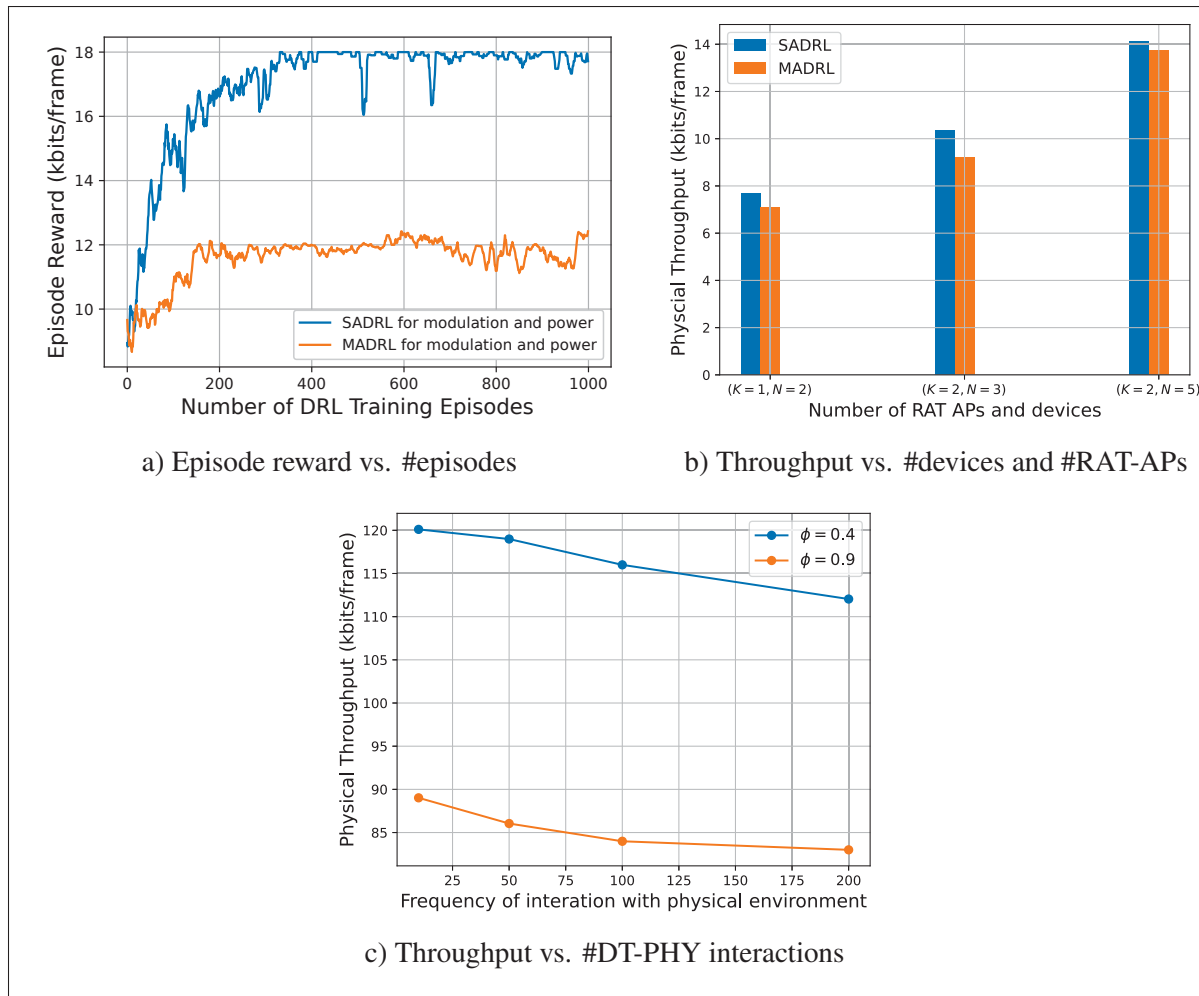 18
16
14
12
10
Episode Reward (kbits/frame)
SADRL for modulation and power
MADRL for modulation and power
0 200 400 600 800 1000
Number of DRL Training Episodes
a) Episode reward vs. #episodes
14
12
10
8
6
4
2
0
Physcial Throughput (kbits/frame)
SADRL
MADRL
(K = 1, N = 2) (K = 2, N = 3) (K = 2, N = 5)
Number of RAT APs and devices
b) Throughput vs. #devices and #RAT-APs
120
115
110
105
100
95
90
85
Physical Throughput (kbits/frame)
ϕ = 0.4
ϕ = 0.9
25 50 75 100 125 150 175 200
Frequency of interation with physical environment
c) Throughput vs. #DT-PHY interactions